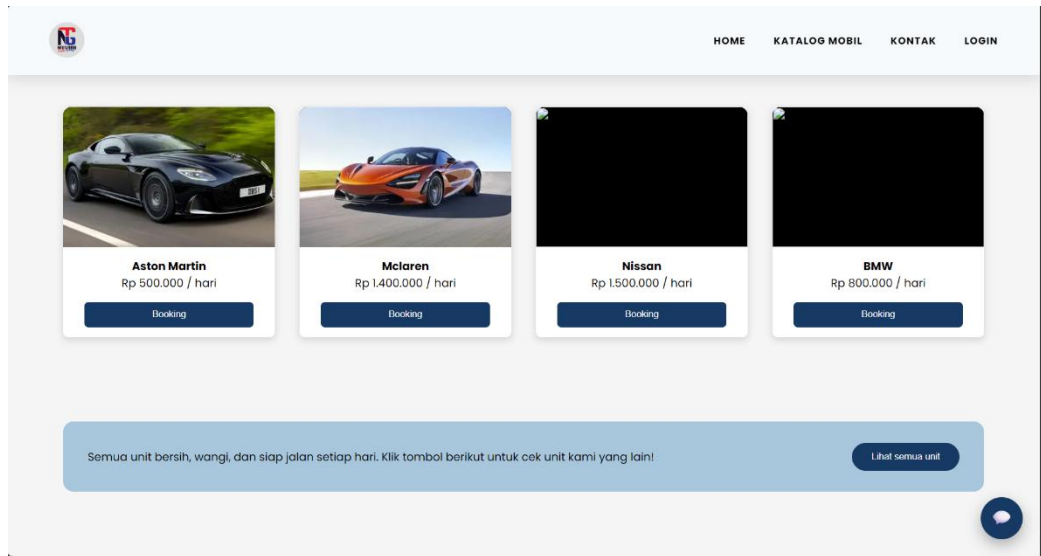 NG
HOME KATALOG MOBIL KONTAK LOGIN
Aston Martin
Rp 500.000 / hari
Booking
Mclaren
Rp 1.400.000 / hari
Booking
Nissan
Rp 1.500.000 / hari
Booking
BMW
Rp 800.000 / hari
Booking
Semua unit bersih, wangi, dan siap jalan setiap hari. Klik tombol berikut untuk cek unit kami yang lain!
Lihat semua unit